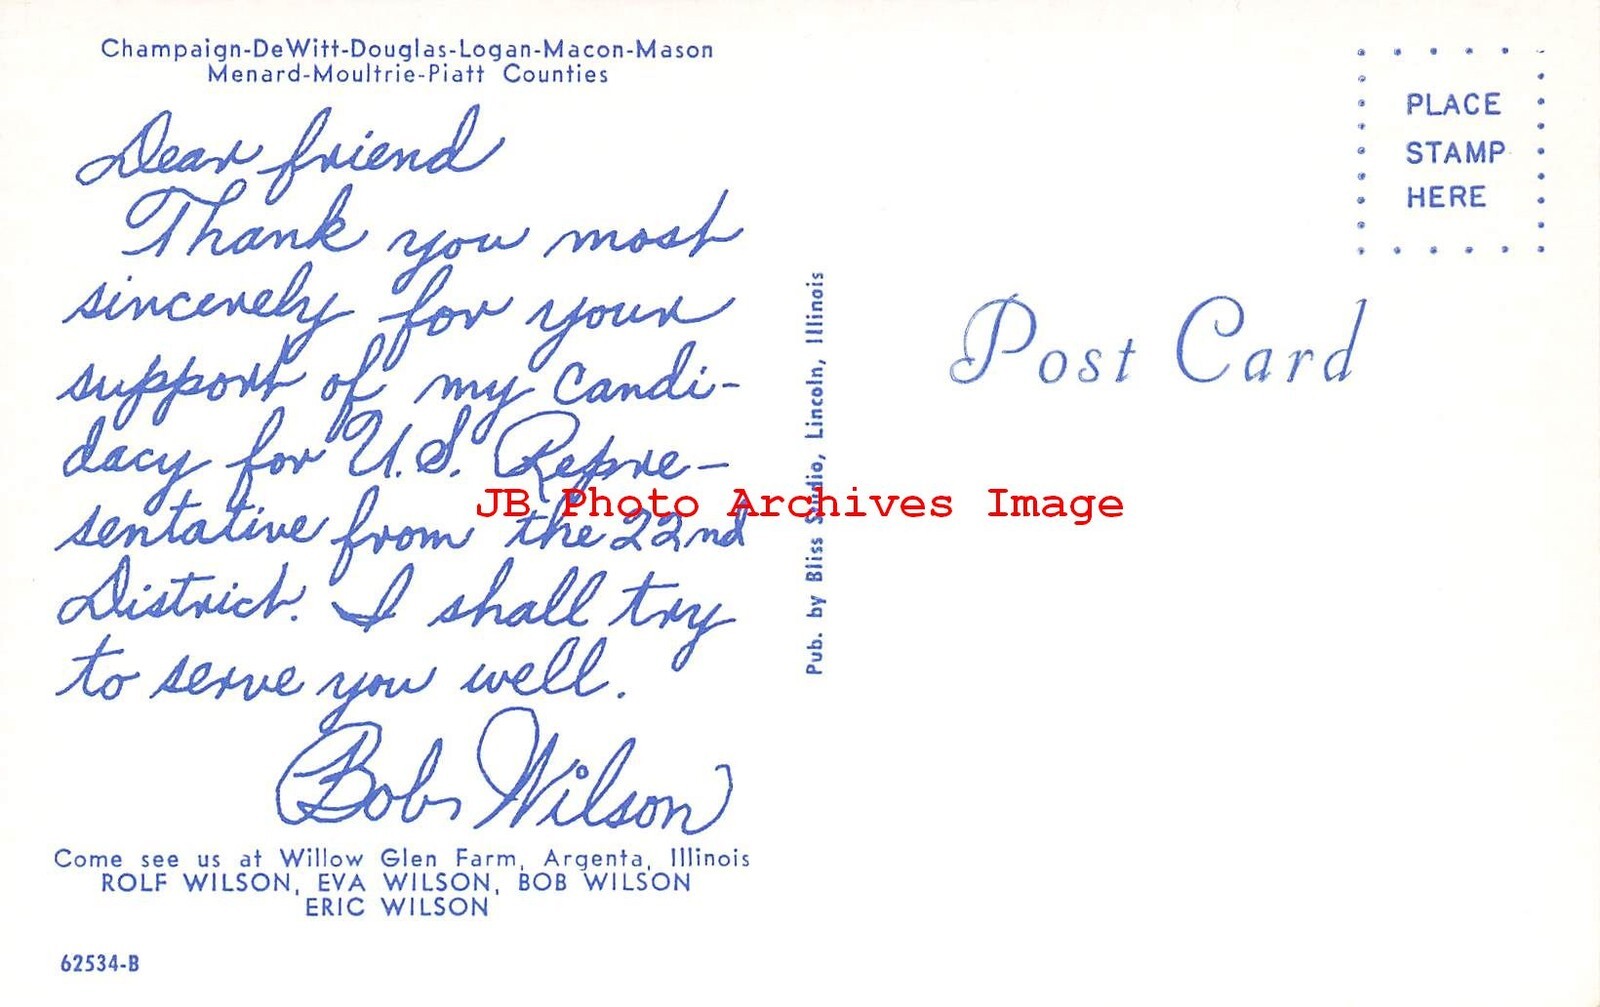 Champaign-DeWitt-Douglas-Logan-Macon-Mason
Menard-Moultrie-Piatt Counties
Dear friend
Thank you most
sincerely for your
support of my candi-
dacy for U.S. Repre-
sentative from the 22nd
District. I shall try
to serve you well.
Bob Wilson
Come see us at Willow Glen Farm, Argenta, Illinois
ROLF WILSON, EVA WILSON, BOB WILSON
ERIC WILSON
62534-B
Pub. by Bliss Studio, Lincoln, Illinois
PLACE
STAMP
HERE
Post Card
JB Photo Archives Image